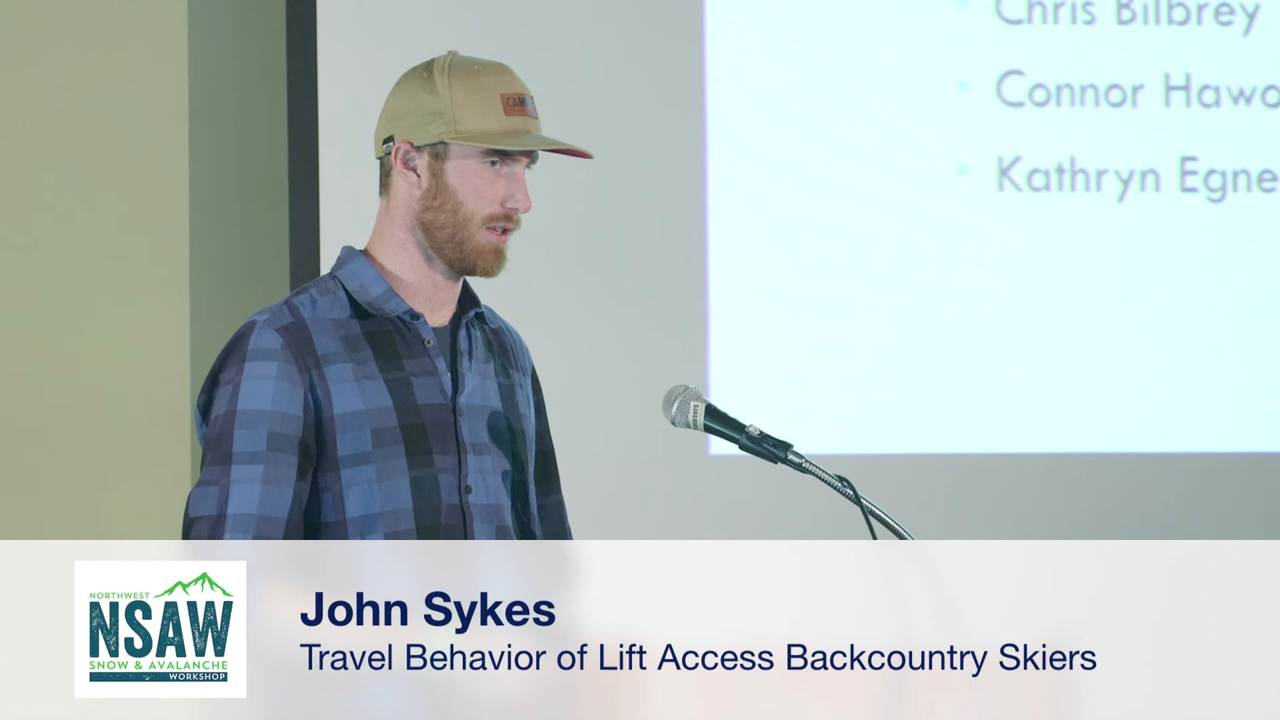 Chris Bilbrey
Connor Hawo
Kathryn Egne
John Sykes
Travel Behavior of Lift Access Backcountry Skiers
NORTHWEST
NSAW
SNOW & AVALANCHE
WORKSHOP